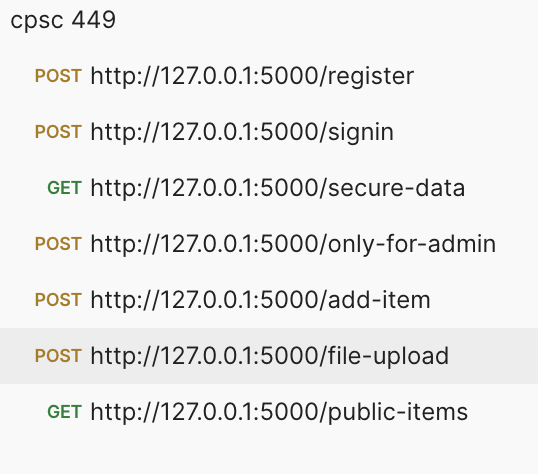 cpsc 449
POST http://127.0.0.1:5000/register
POST http://127.0.0.1:5000/signin
GET http://127.0.0.1:5000/secure-data
POST http://127.0.0.1:5000/only-for-admin
POST http://127.0.0.1:5000/add-item
POST http://127.0.0.1:5000/file-upload
GET http://127.0.0.1:5000/public-items